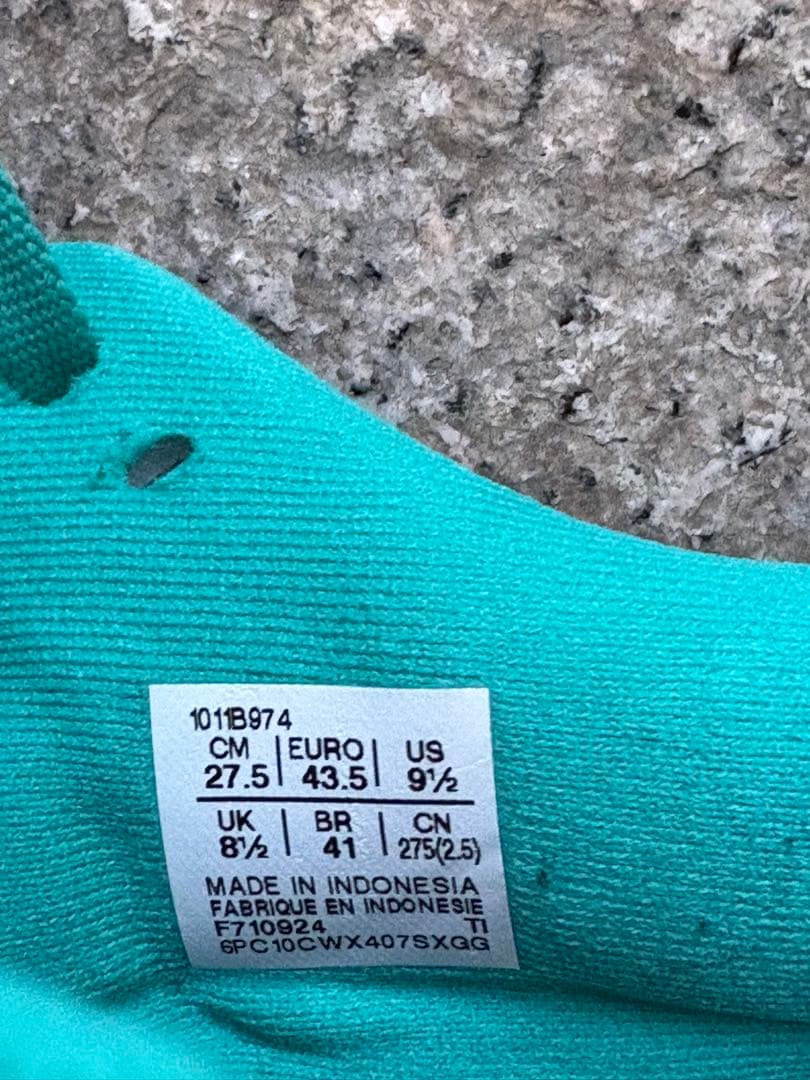 1011B974
CM | EURO | US
27.5 | 43.5 | 9½
UK | BR | CN
8½ | 41 | 275(2.5)
MADE IN INDONESIA
FABRIQUE EN INDONESIE
F710924 TI
6PC10CWX407SXGG